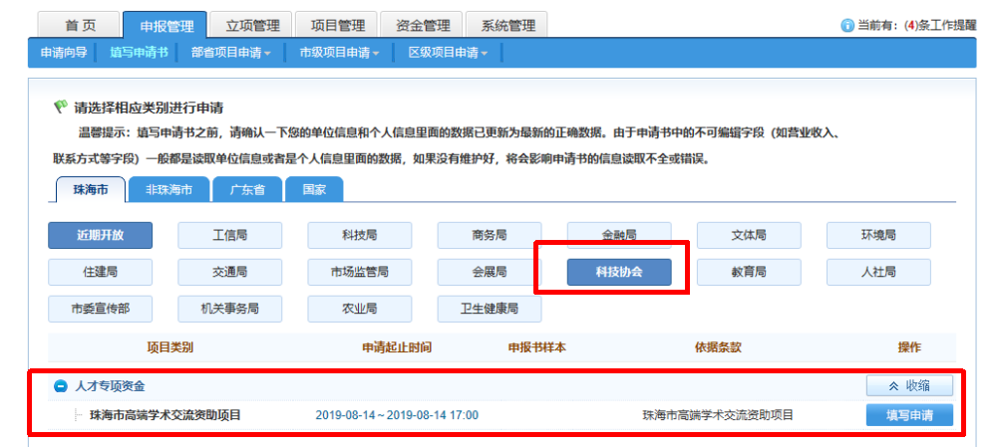 首 页 申报管理 立项管理 项目管理 资金管理 系统管理 当前有：(4)条工作提醒
申请向导 填写申请书 部省项目申请 市级项目申请 区级项目申请
请选择相应类别进行申请
温馨提示：填写申请书之前，请确认一下您的单位信息和个人信息里面的数据已更新为最新的正确数据。由于申请书中的不可编辑字段（如营业收入、
联系方式等字段）一般都是读取单位信息或者是个人信息里面的数据，如果没有维护好，将会影响申请书的信息读取不全或错误。
珠海市 非珠海市 广东省 国家
近期开放 工信局 科技局 商务局 金融局 文体局 环境局
住建局 交通局 市场监管局 会展局 科技协会 教育局 人社局
市委宣传部 机关事务局 农业局 卫生健康局
项目类别 申请起止时间 申报书样本 依据条款 操作
人才专项资金 收缩
珠海市高端学术交流资助项目 2019-08-14 ~ 2019-08-14 17:00 珠海市高端学术交流资助项目 填写申请